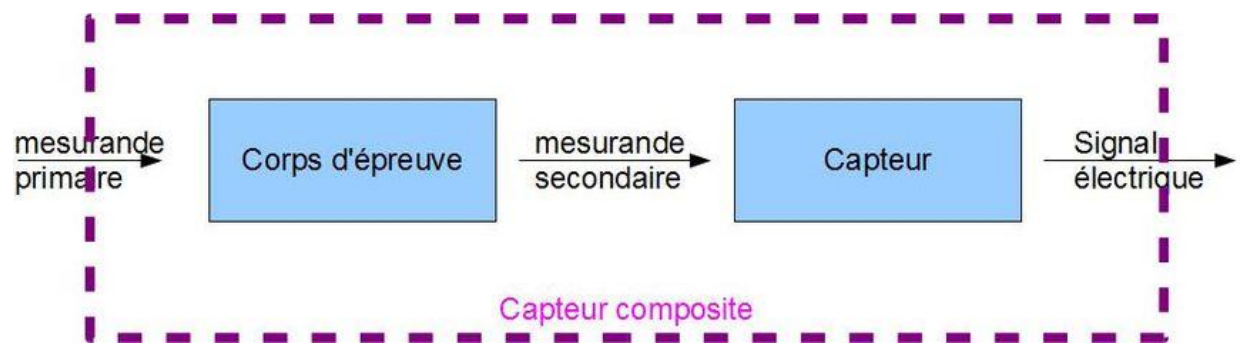 mesurande
primaire
Corps d'épreuve
mesurande
secondaire
Capteur
Signal
électrique
Capteur composite